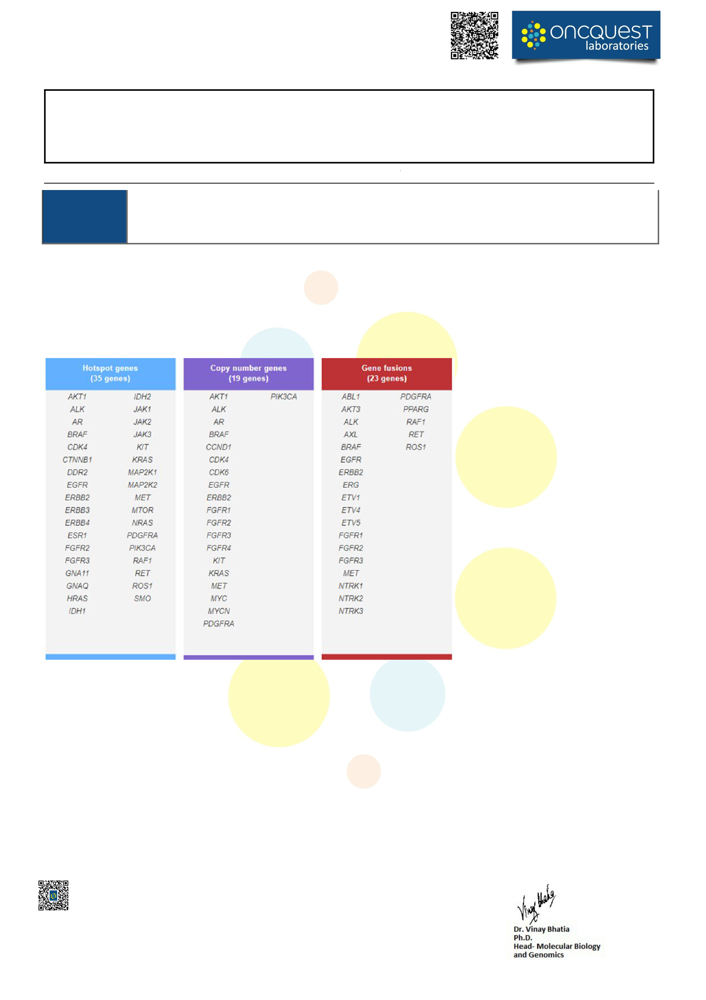 oncquest
laboratories
Hotspot genes
(35 genes)
AKT1 IDH2
ALK JAK1
AR JAK2
BRAF JAK3
CDK4 KIT
CTNNB1 KRAS
DDR2 MAP2K1
EGFR MAP2K2
ERBB2 MET
ERBB3 MTOR
ERBB4 NRAS
ESR1 PDGFRA
FGFR2 PIK3CA
FGFR3 RAF1
GNA11 RET
GNAQ ROS1
HRAS SMO
IDH1
Copy number genes
(19 genes)
AKT1 PIK3CA
ALK
AR
BRAF
CCND1
CDK4
CDK6
EGFR
ERBB2
FGFR1
FGFR2
FGFR3
FGFR4
KIT
KRAS
MET
MYC
MYCN
PDGFRA
Gene fusions
(23 genes)
ABL1 PDGFRA
AKT3 PPARG
ALK RAF1
AXL RET
BRAF ROS1
EGFR
ERBB2
ERG
ETV1
ETV4
ETV5
FGFR1
FGFR2
FGFR3
MET
NTRK1
NTRK2
NTRK3
Vinay Bhatia
Dr. Vinay Bhatia
Ph.D.
Head- Molecular Biology
and Genomics